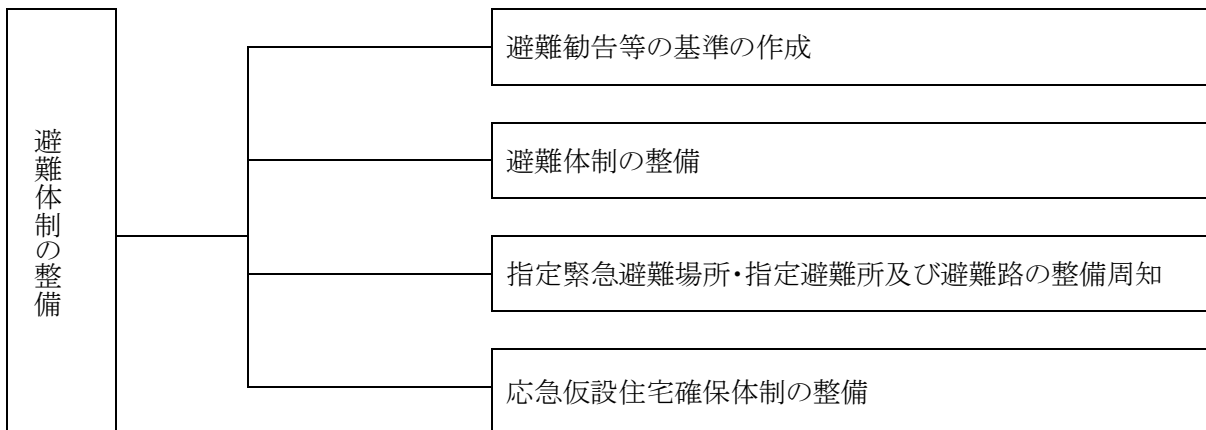 避難体制の整備
避難勧告等の基準の作成
避難体制の整備
指定緊急避難場所・指定避難所及び避難路の整備周知
応急仮設住宅確保体制の整備